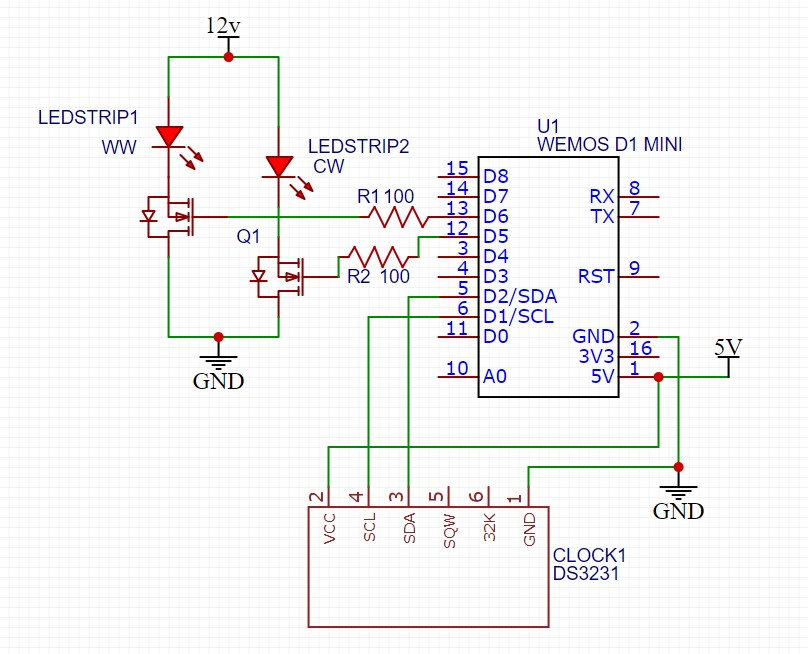 12v
LEDSTRIP1
WW
LEDSTRIP2
CW
U1
WEMOS D1 MINI
R1 100
Q1
R2 100
15 D8
14 D7
13 D6
12 D5
3 D4
4 D3
5 D2/SDA
6 D1/SCL
11 D0
10 A0
RX 8
TX 7
RST 9
GND 2
3V3 16
5V 1
5V
GND
GND
2 4 3 5 6 1
VCC SCL SDA SQW 32K GND
CLOCK1
DS3231